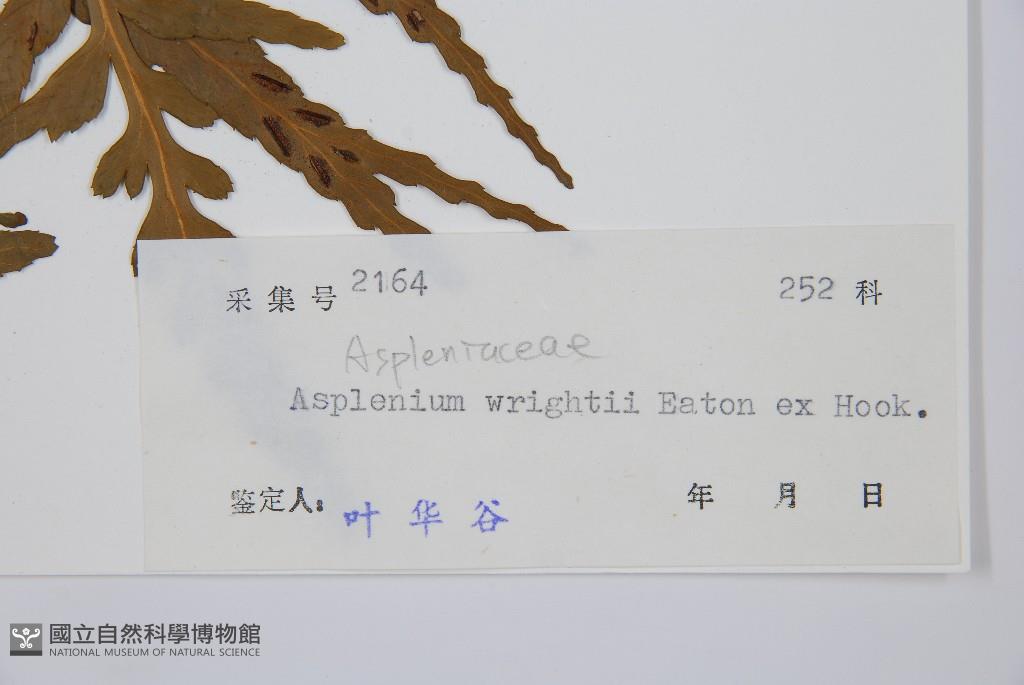 采集号 2164 252 科
Aspleniaceae
Asplenium wrightii Eaton ex Hook.
鉴定人: 叶华谷 年 月 日
國立自然科學博物館
NATIONAL MUSEUM OF NATURAL SCIENCE